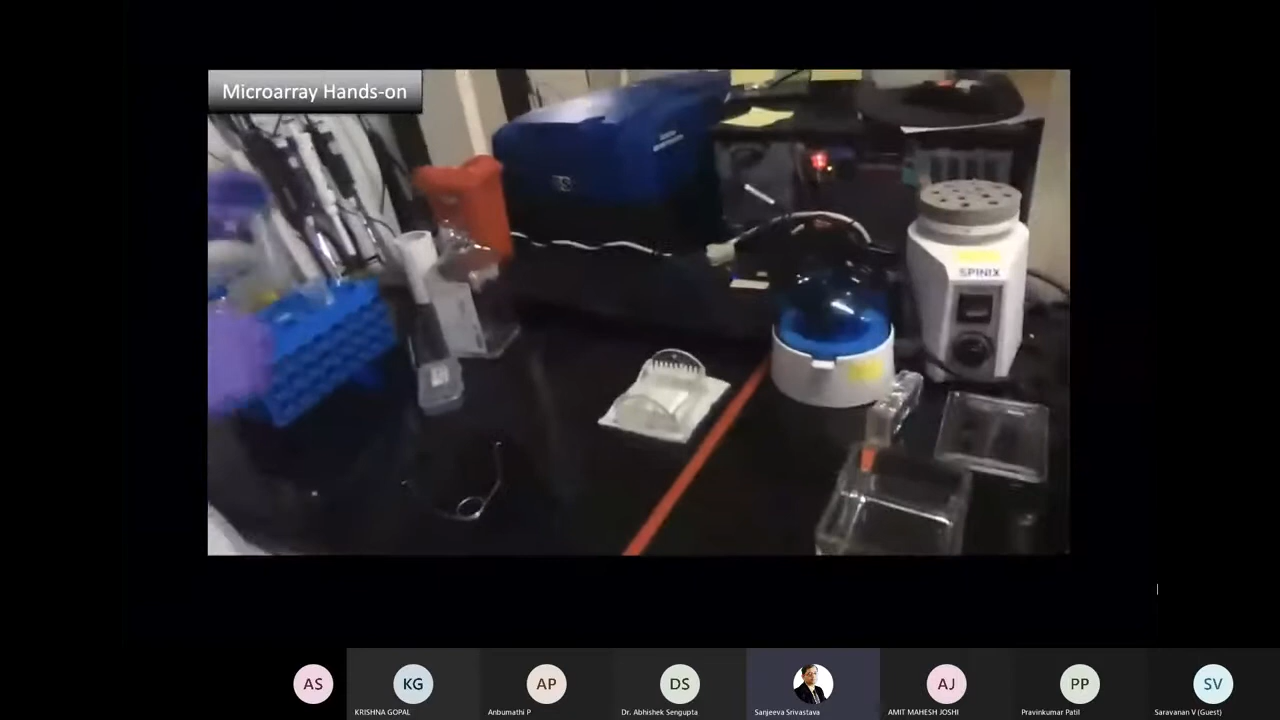 Microarray Hands-on
SPINIX
AS
KG
AP
DS
AJ
PP
SV
KRISHNA GOPAL
Anbumathi P
Dr. Abhishek Sengupta
Sanjeeva Srivastava
AMIT MAHESH JOSHI
Pravinkumar Patil
Saravanan V (Guest)